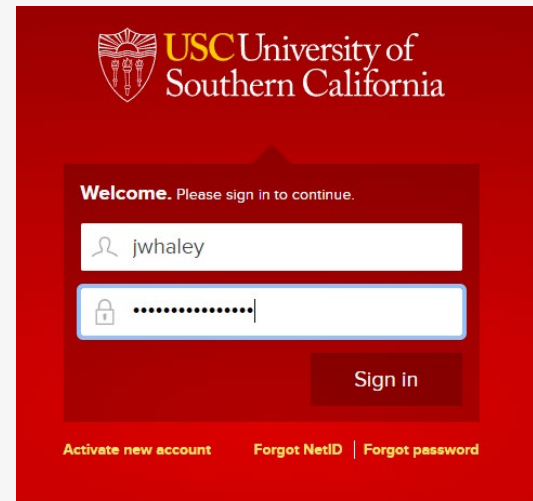 USC University of
Southern California
Welcome. Please sign in to continue.
jwhaley
••••••••••••••••
Sign in
Activate new account Forgot NetID | Forgot password